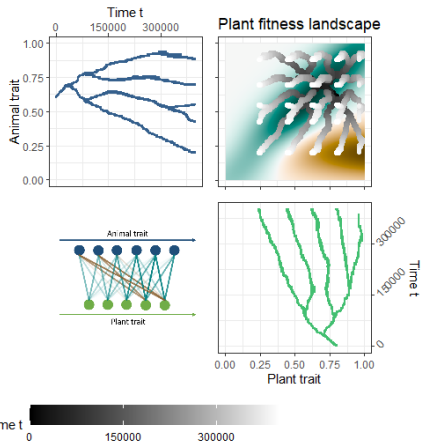 Time t
0 150000 300000
Plant fitness landscape
Animal trait
1.00
0.75
0.50
0.25
0.00
Animal trait
Plant trait
300000
150000
0
Time t
0.00 0.25 0.50 0.75 1.00
Plant trait
me t
0 150000 300000